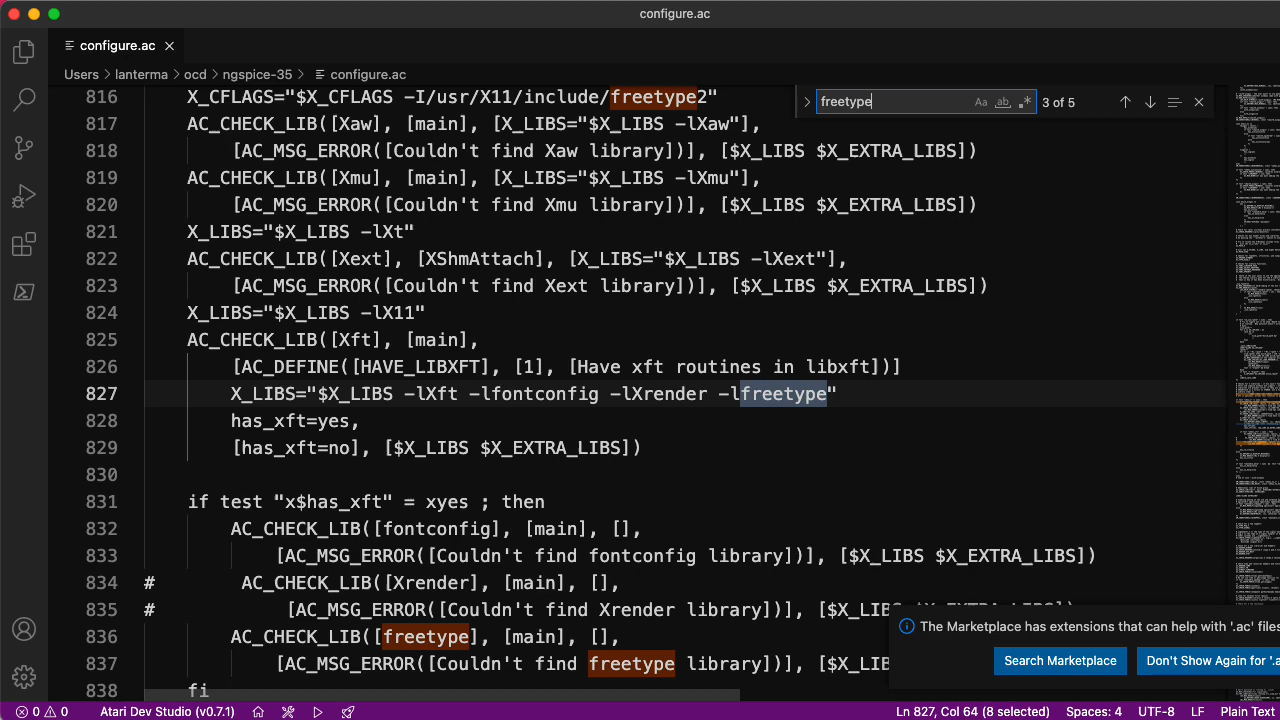 configure.ac
configure.ac
Users > lanterma > ocd > ngspice-35 > configure.ac
freetype Aa ab .* 3 of 5
816 X_CFLAGS="$X_CFLAGS -I/usr/X11/include/freetype2"
817 AC_CHECK_LIB([Xaw], [main], [X_LIBS="$X_LIBS -lXaw"],
818 [AC_MSG_ERROR([Couldn't find Xaw library])], [$X_LIBS $X_EXTRA_LIBS])
819 AC_CHECK_LIB([Xmu], [main], [X_LIBS="$X_LIBS -lXmu"],
820 [AC_MSG_ERROR([Couldn't find Xmu library])], [$X_LIBS $X_EXTRA_LIBS])
821 X_LIBS="$X_LIBS -lXt"
822 AC_CHECK_LIB([Xext], [XShmAttach], [X_LIBS="$X_LIBS -lXext"],
823 [AC_MSG_ERROR([Couldn't find Xext library])], [$X_LIBS $X_EXTRA_LIBS])
824 X_LIBS="$X_LIBS -lX11"
825 AC_CHECK_LIB([Xft], [main],
826 [AC_DEFINE([HAVE_LIBXFT], [1], [Have xft routines in libxft])]
827 X_LIBS="$X_LIBS -lXft -lfontconfig -lXrender -lfreetype"
828 has_xft=yes,
829 [has_xft=no], [$X_LIBS $X_EXTRA_LIBS])
830
831 if test "x$has_xft" = xyes ; then
832 AC_CHECK_LIB([fontconfig], [main], [],
833 [AC_MSG_ERROR([Couldn't find fontconfig library])], [$X_LIBS $X_EXTRA_LIBS])
834 # AC_CHECK_LIB([Xrender], [main], [],
835 # [AC_MSG_ERROR([Couldn't find Xrender library])], [$X_LIBS $X_EXTRA_LIBS])
836 AC_CHECK_LIB([freetype], [main], [],
837 [AC_MSG_ERROR([Couldn't find freetype library])], [$X_LIB
838 fi
The Marketplace has extensions that can help with '.ac' files
Search Marketplace Don't Show Again for '.a
0 0 Atari Dev Studio (v0.7.1) Ln 827, Col 64 (8 selected) Spaces: 4 UTF-8 LF Plain Text